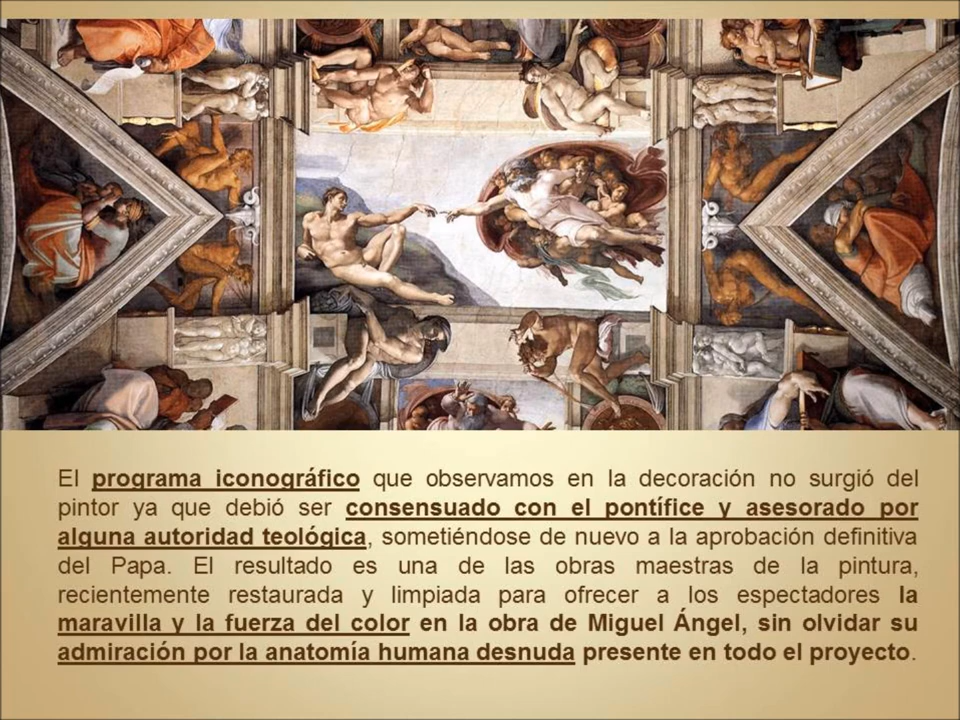 El programa iconográfico que observamos en la decoración no surgió del
pintor ya que debió ser consensuado con el pontífice y asesorado por
alguna autoridad teológica, sometiéndose de nuevo a la aprobación definitiva
del Papa. El resultado es una de las obras maestras de la pintura,
recientemente restaurada y limpiada para ofrecer a los espectadores la
maravilla y la fuerza del color en la obra de Miguel Ángel, sin olvidar su
admiración por la anatomía humana desnuda presente en todo el proyecto.